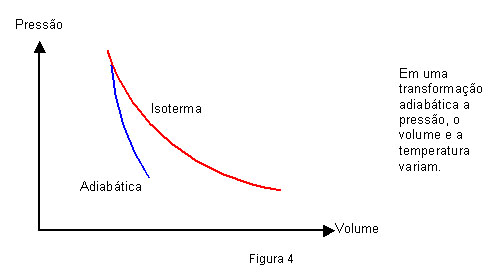 Pressão
Em uma
transformação
adiabática a
pressão, o
volume e a
temperatura
variam.
Isoterma
Adiabática
Volume
Figura 4